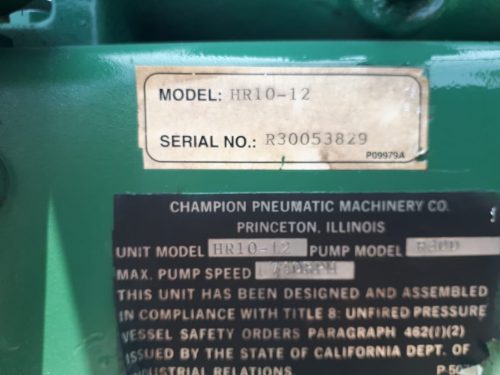 MODEL: HR10-12
SERIAL NO.: R30053829
P09979A
CHAMPION PNEUMATIC MACHINERY CO.
PRINCETON, ILLINOIS
UNIT MODEL HR10-12 PUMP MODEL
MAX. PUMP SPEED
THIS UNIT HAS BEEN DESIGNED AND ASSEMBLED
IN COMPLIANCE WITH TITLE 8: UNFIRED PRESSURE
VESSEL SAFETY ORDERS PARAGRAPH 462(I)(2)
ISSUED BY THE STATE OF CALIFORNIA DEPT. OF
RELATIONS